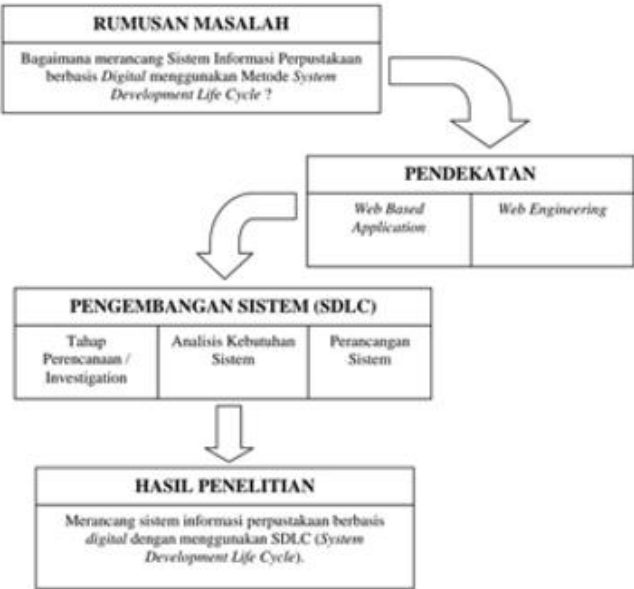 RUMUSAN MASALAH
Bagaimana merancang Sistem Informasi Perpustakaan
berbasis Digital menggunakan Metode System
Development Life Cycle ?
PENDEKATAN
Web Based
Application
Web Engineering
PENGEMBANGAN SISTEM (SDLC)
Tahap
Perencanaan /
Investigation
Analisis Kebutuhan
Sistem
Perancangan
Sistem
HASIL PENELITIAN
Merancang sistem informasi perpustakaan berbasis
digital dengan menggunakan SDLC (System
Development Life Cycle).